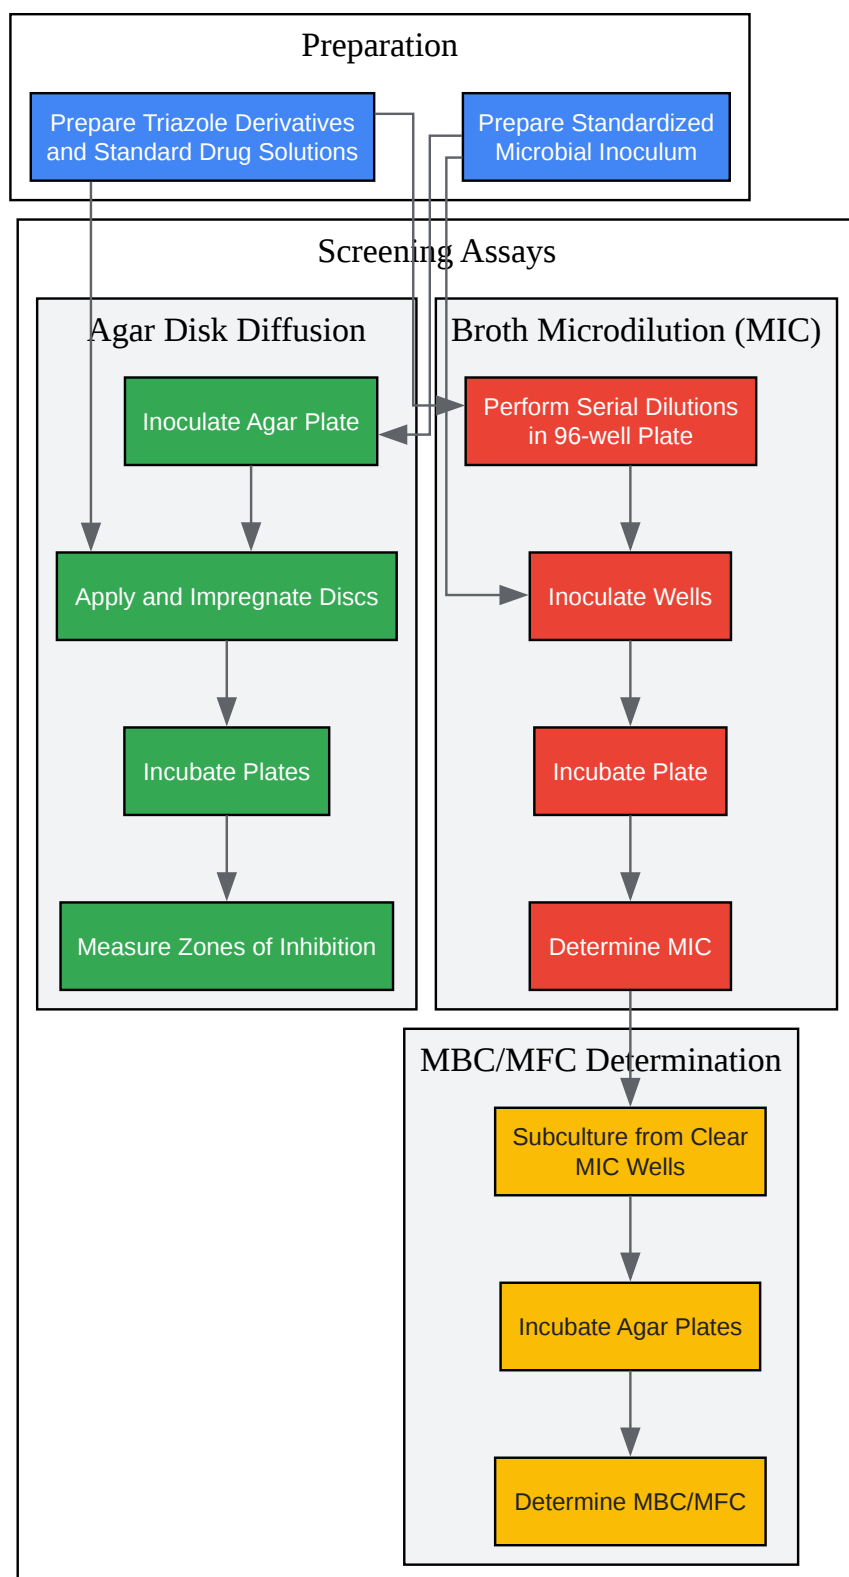 Preparation
Prepare Triazole Derivatives
and Standard Drug Solutions
Prepare Standardized
Microbial Inoculum
Screening Assays
Agar Disk Diffusion
Inoculate Agar Plate
Apply and Impregnate Discs
Incubate Plates
Measure Zones of Inhibition
Broth Microdilution (MIC)
Perform Serial Dilutions
in 96-well Plate
Inoculate Wells
Incubate Plate
Determine MIC
MBC/MFC Determination
Subculture from Clear
MIC Wells
Incubate Agar Plates
Determine MBC/MFC